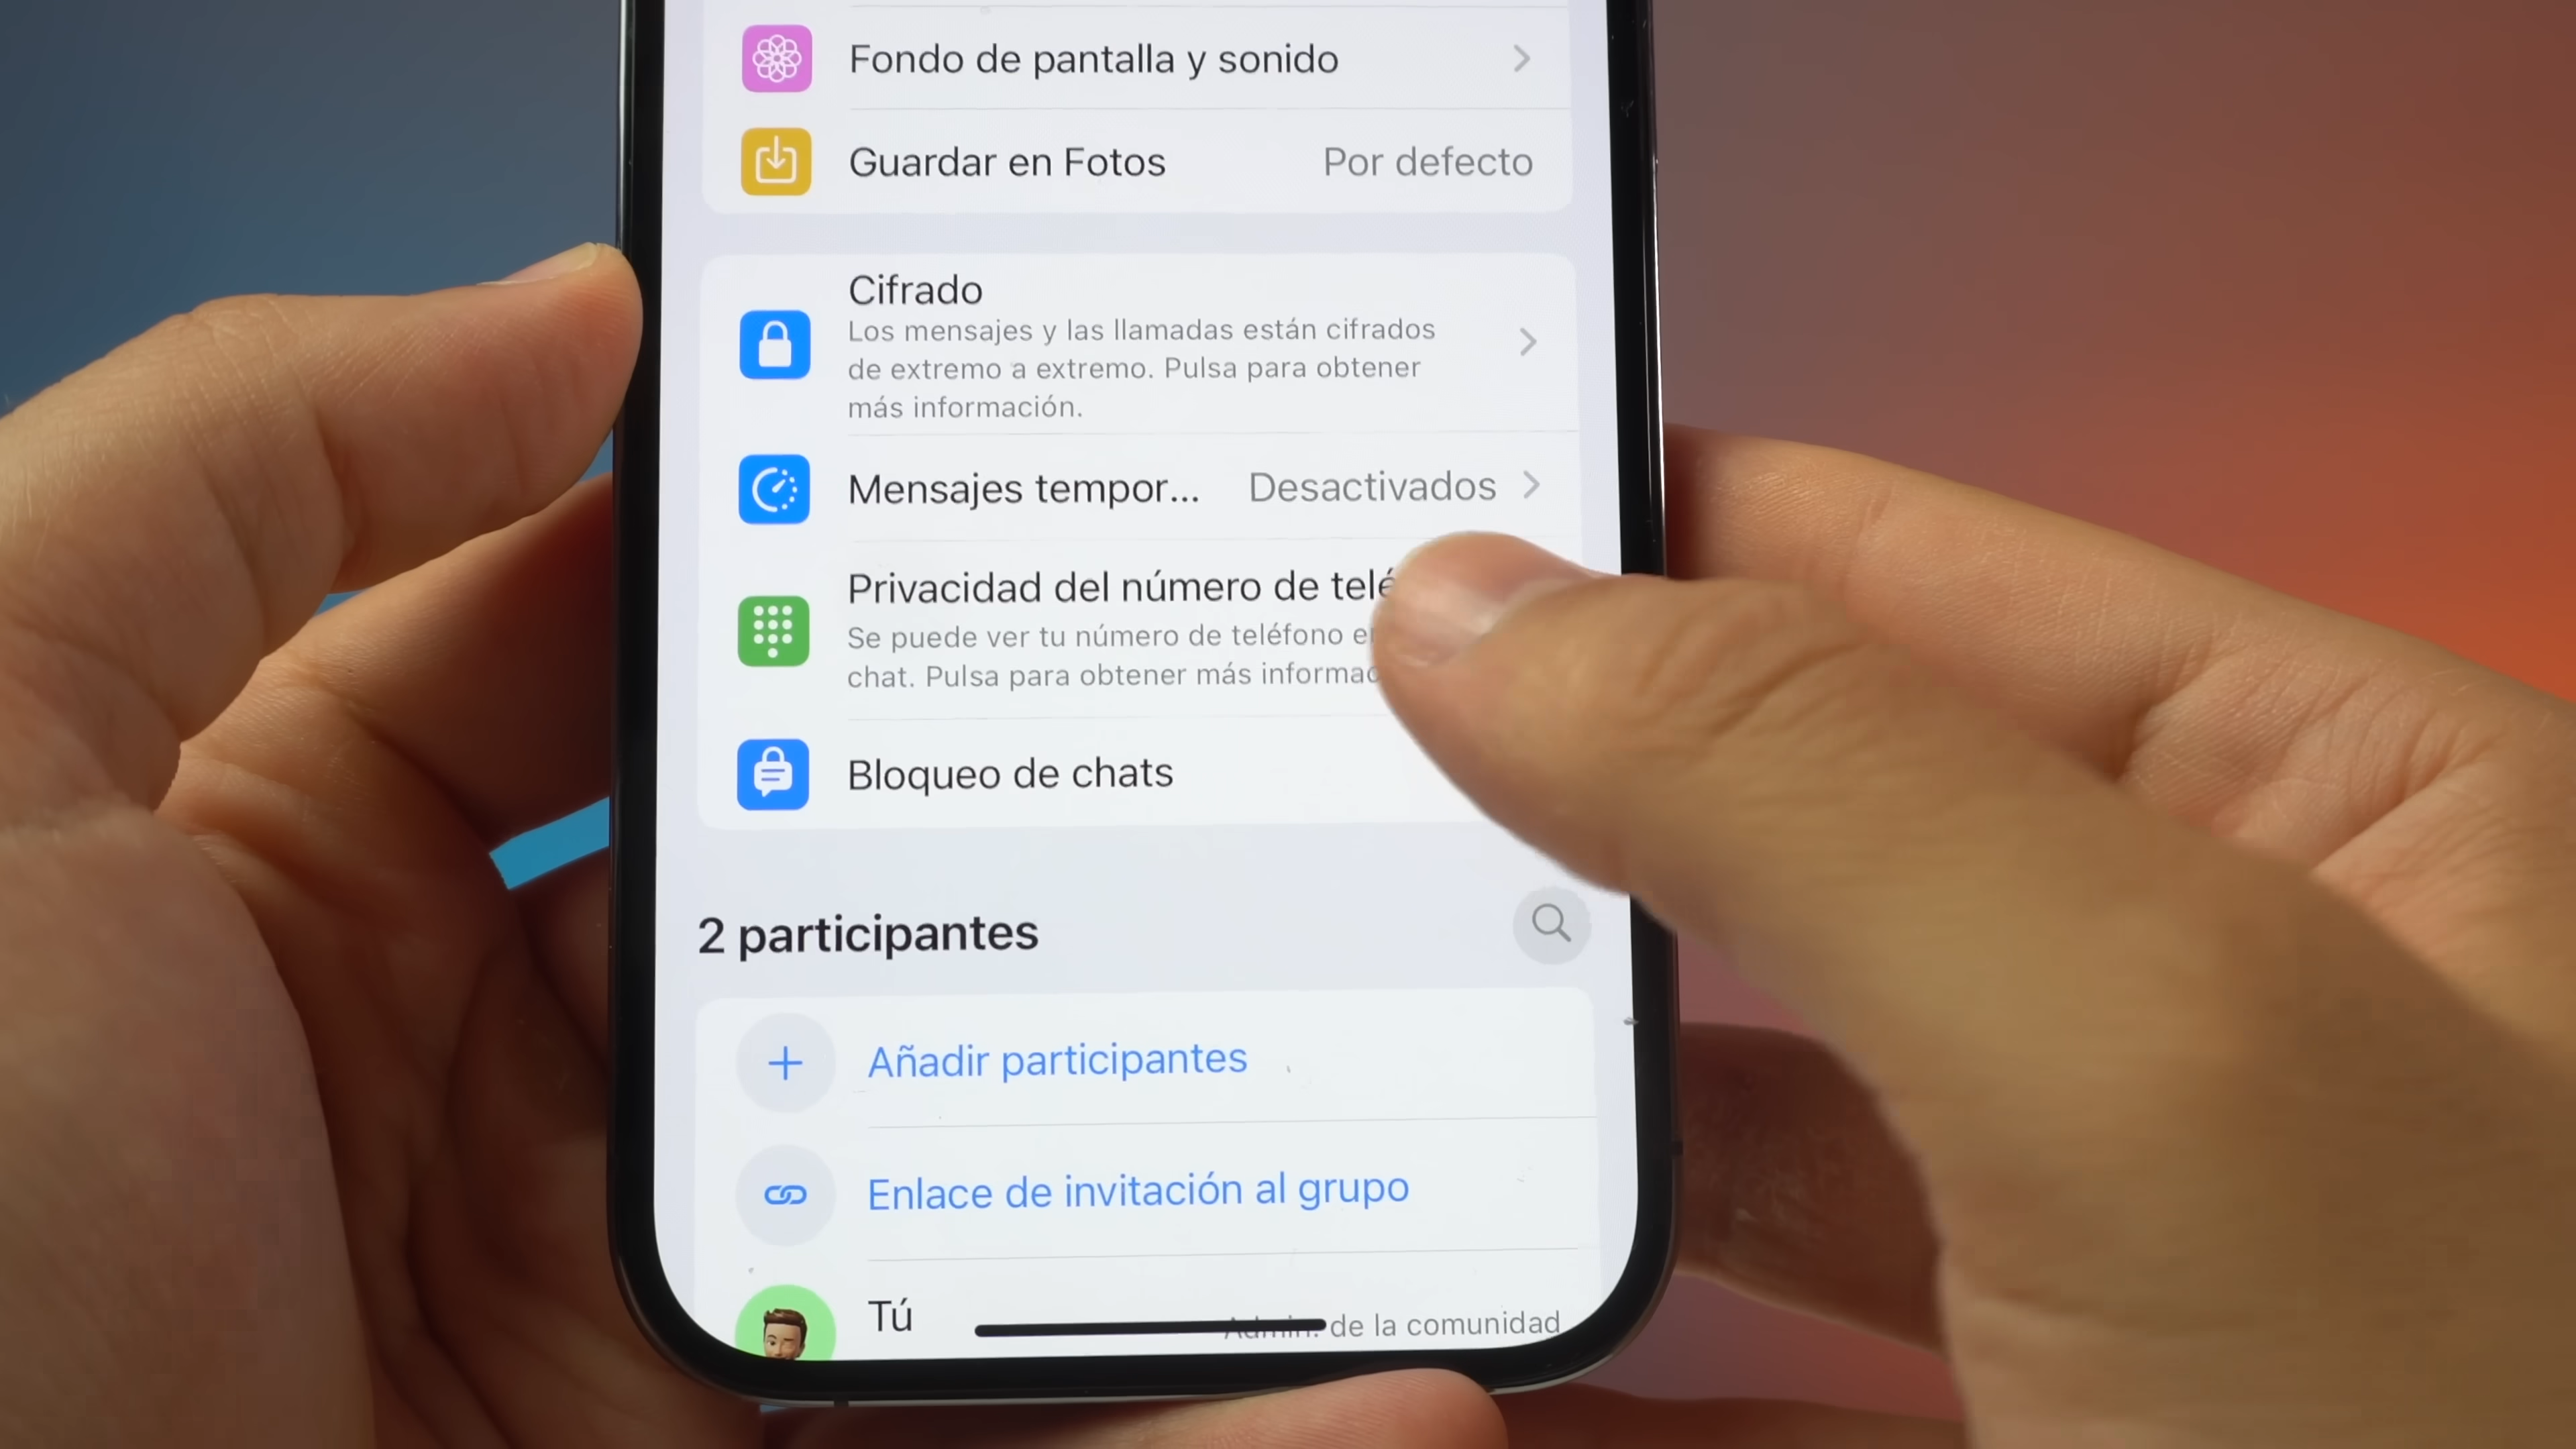 Fondo de pantalla y sonido
Guardar en Fotos Por defecto
Cifrado
Los mensajes y las llamadas están cifrados
de extremo a extremo. Pulsa para obtener
más información.
Mensajes tempor... Desactivados
Privacidad del número de telé
Se puede ver tu número de teléfono
chat. Pulsa para obtener más informac
Bloqueo de chats
2 participantes
Añadir participantes
Enlace de invitación al grupo
Tú Admin. de la comunidad